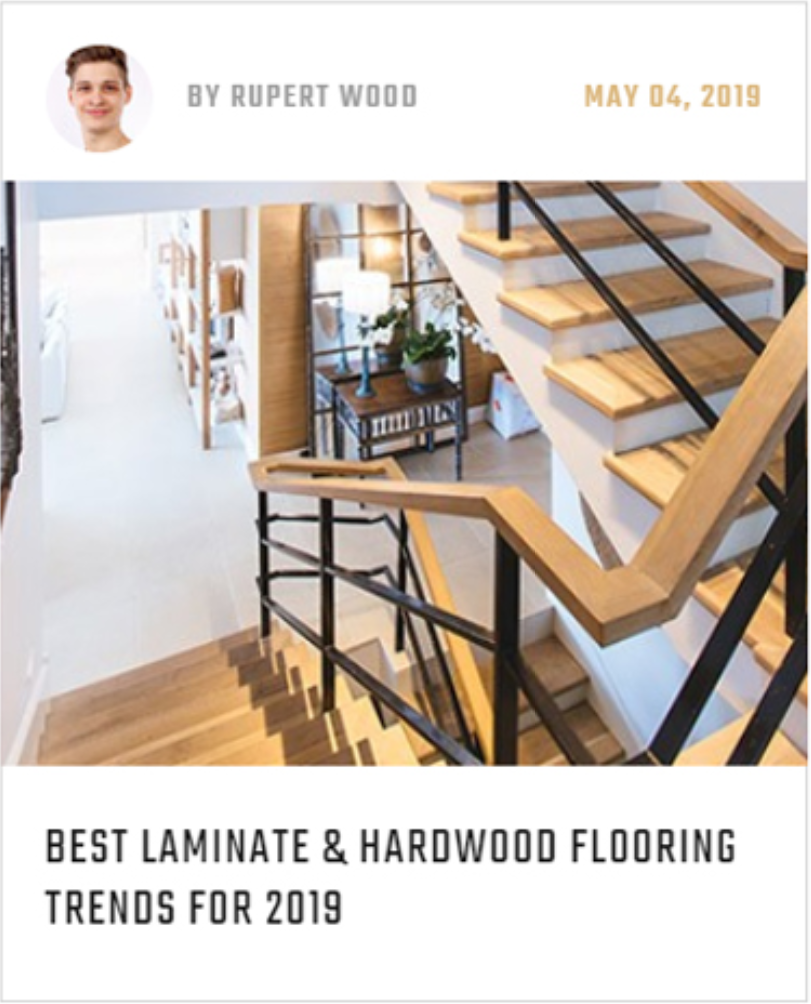 BY RUPERT WOOD
MAY 04, 2019
BEST LAMINATE & HARDWOOD FLOORING
TRENDS FOR 2019